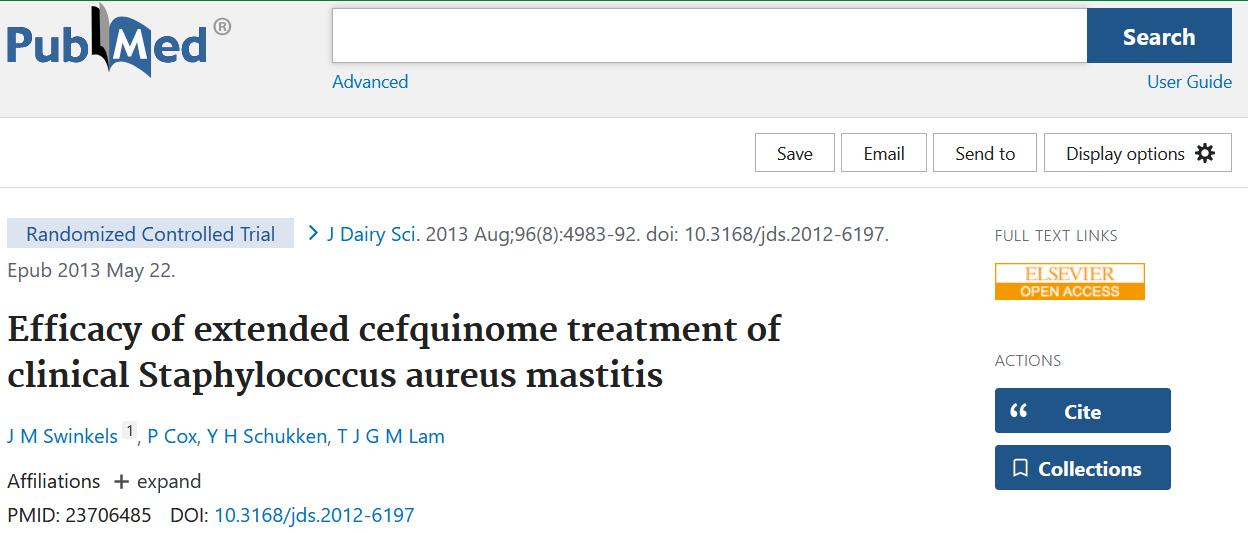 PubMed®
Search
Advanced
User Guide
Save
Email
Send to
Display options
Randomized Controlled Trial
J Dairy Sci. 2013 Aug;96(8):4983-92. doi: 10.3168/jds.2012-6197.
Epub 2013 May 22.
Efficacy of extended cefquinome treatment of
clinical Staphylococcus aureus mastitis
J M Swinkels 1, P Cox, Y H Schukken, T J G M Lam
Affiliations + expand
PMID: 23706485 DOI: 10.3168/jds.2012-6197
FULL TEXT LINKS
ELSEVIER
OPEN ACCESS
ACTIONS
Cite
Collections